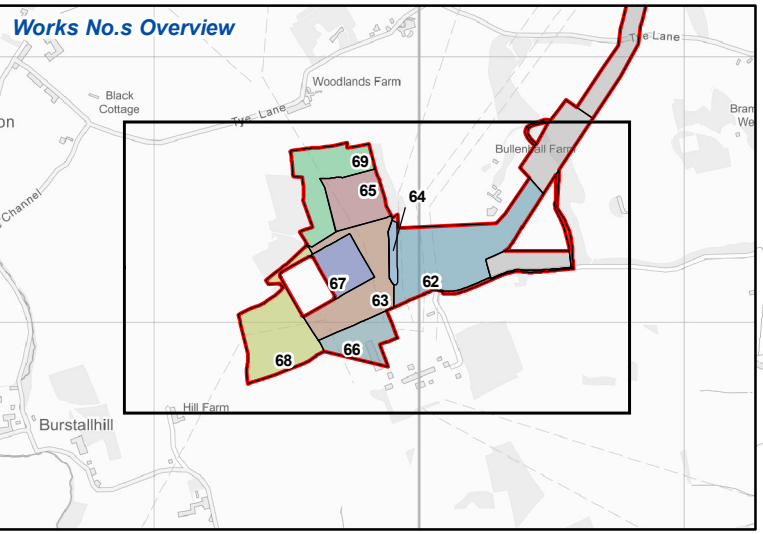 Works No.s Overview
Tye Lane
Woodlands Farm
Black
Cottage
Tye Lane
Bram
We
on
Bullenhall Farm
69
65
64
Channel
67
62
63
66
68
Hill Farm
Burstallhill